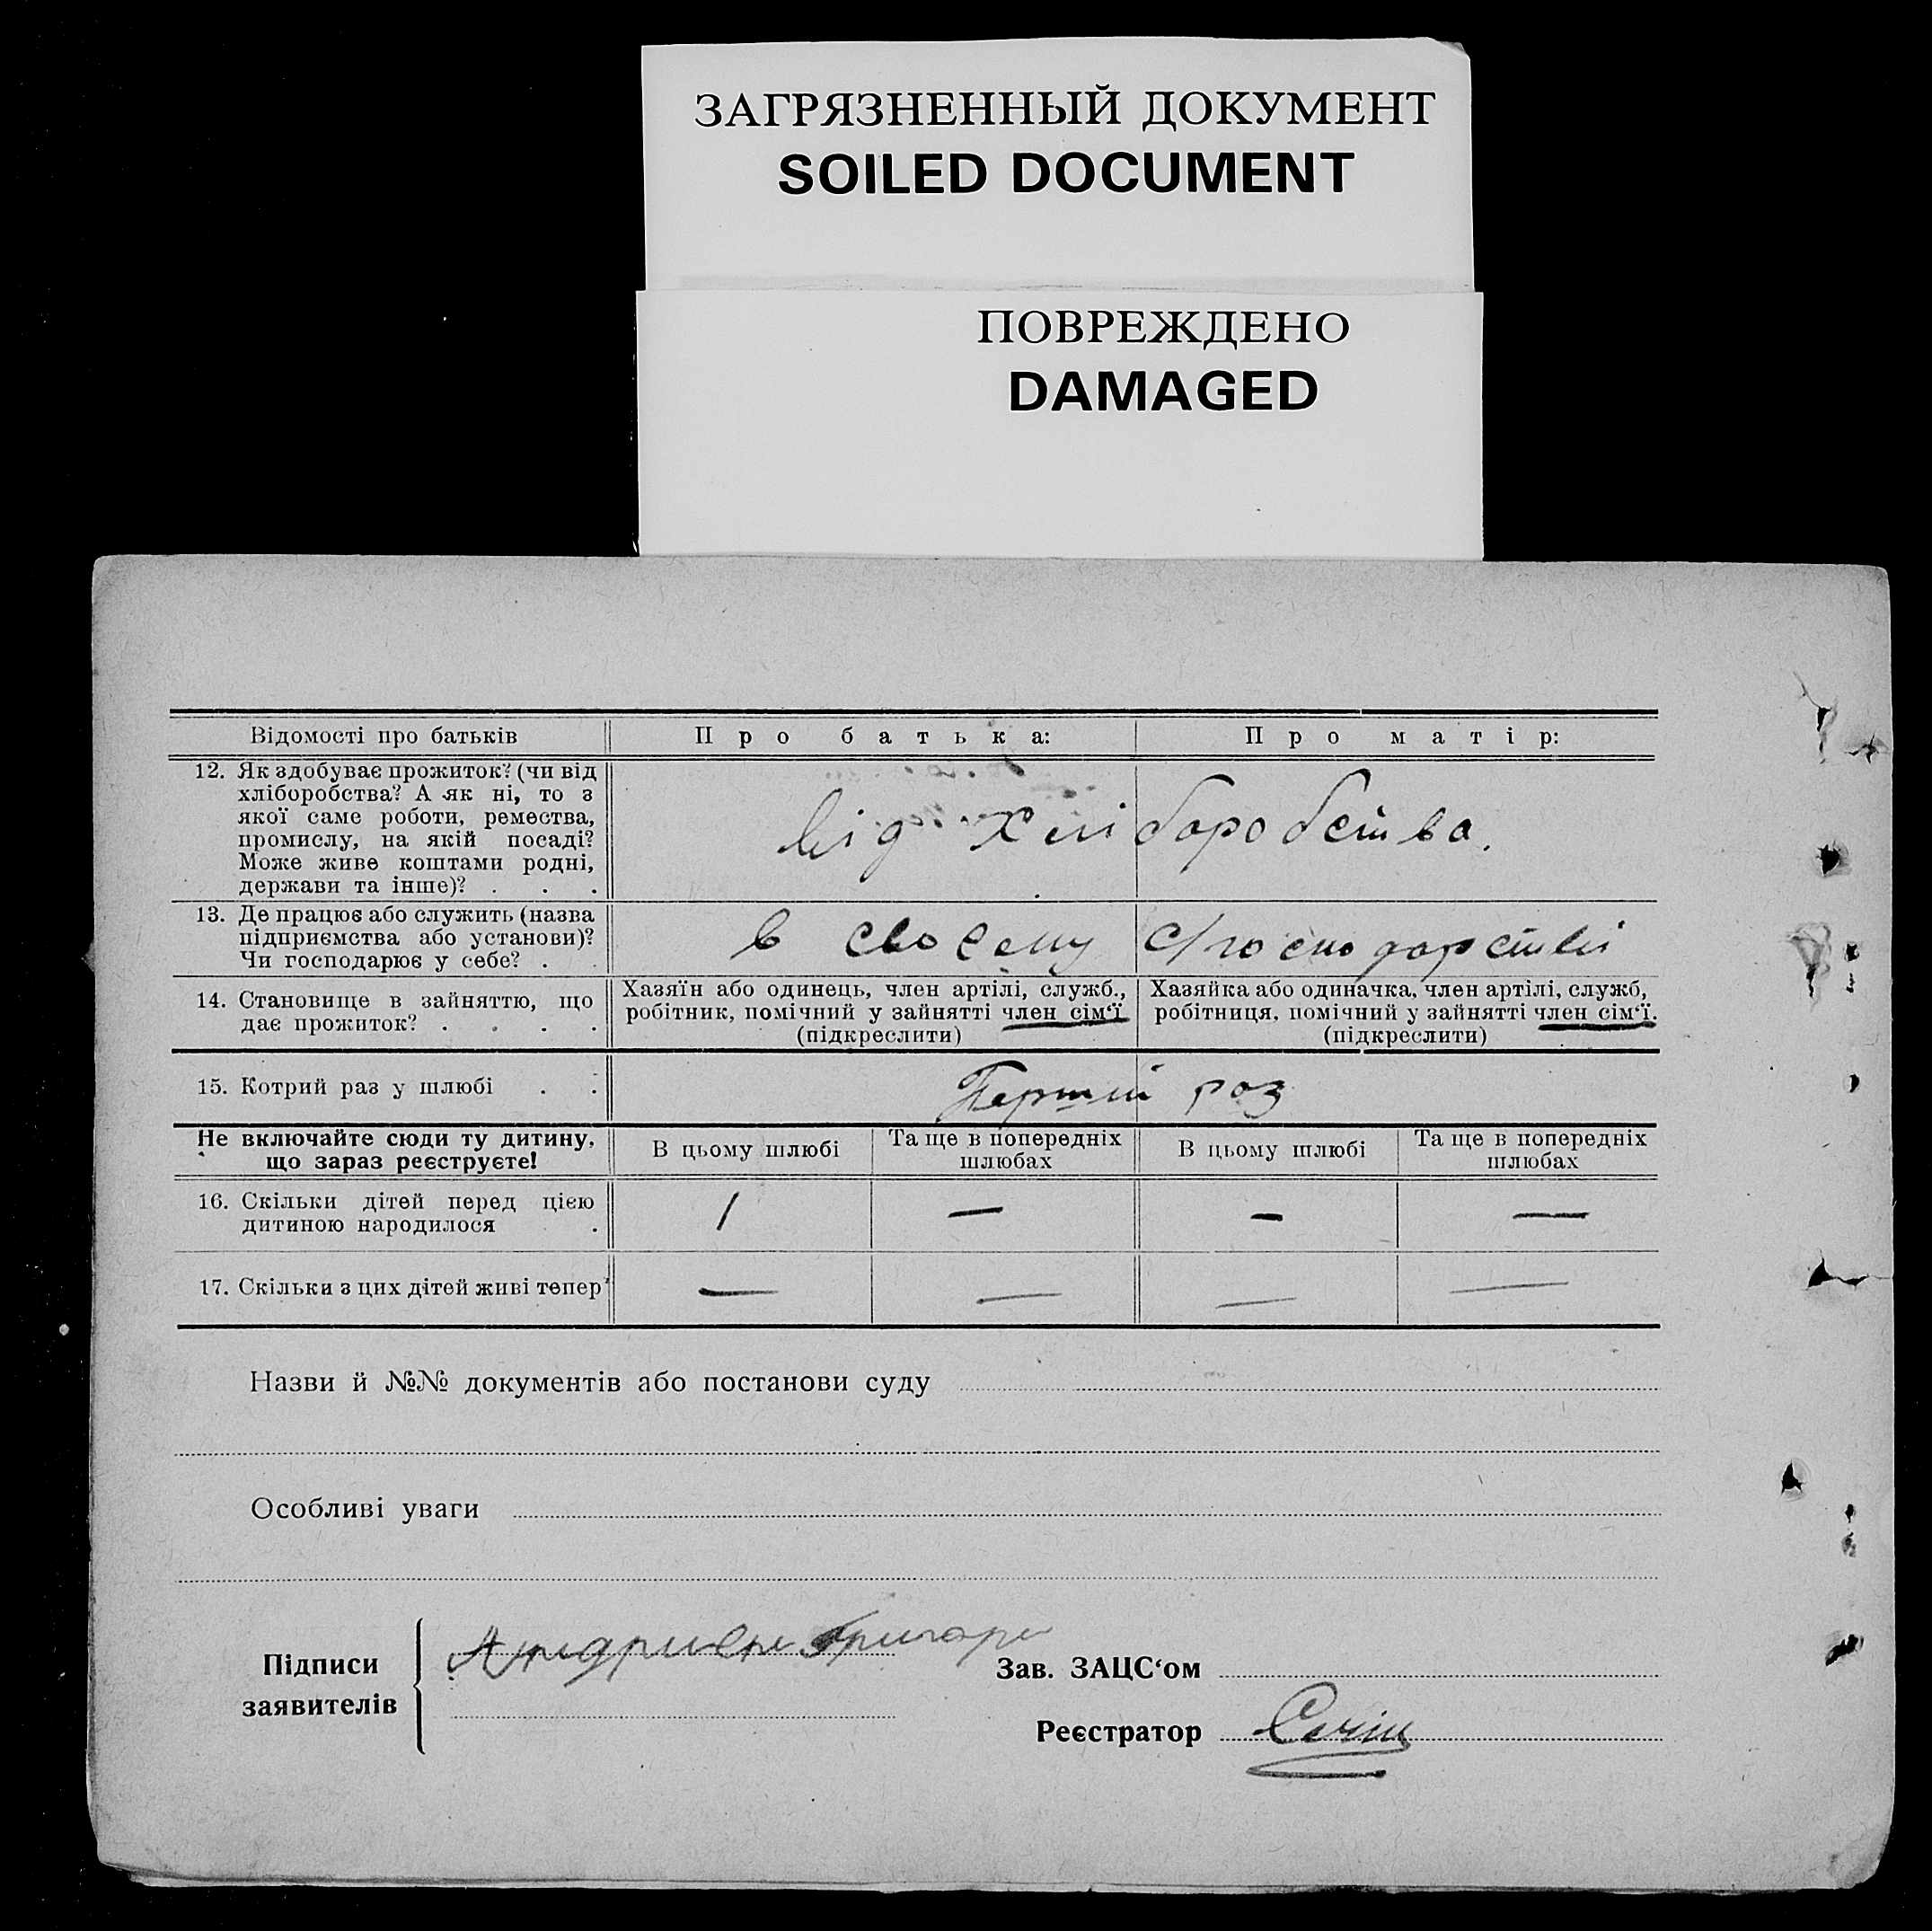 ЗАГРЯЗНЕННЫЙ ДОКУМЕНТ
SOILED DOCUMENT
ПОВРЕЖДЕНО
DAMAGED
Відомості про батьків
Про батька:
Про матір:
12. Як здобуває прожиток? (чи від
хліборобства? А як ні, то з
якої саме роботи, ремества,
промислу, на якій посаді?
Може живе коштами родні,
держави та інше)? . . .
від хліборобства.
13. Де працює або служить (назва
підприємства або установи)?
Чи господарює у себе? . .
в своєму с/господарстві
14. Становище в зайняттю, що
дає прожиток? . . . .
Хазяїн або одинець, член артілі, служб.,
робітник, помічний у зайнятті член сім'ї
(підкреслити)
Хазяйка або одиначка, член артілі, служб,
робітниця, помічний у зайнятті член сім'ї.
(підкреслити)
15. Котрий раз у шлюбі . .
Перший раз
Не включайте сюди ту дитину,
що зараз реєструєте!
В цьому шлюбі
Та ще в попередніх
шлюбах
В цьому шлюбі
Та ще в попередніх
шлюбах
16. Скільки дітей перед цією
дитиною народилося .
1 — — —
17. Скільки з цих дітей живі тепер?
— — — —
Назви й №№ документів або постанови суду
Особливі уваги
Підписи
заявителів
Зав. ЗАЦС'ом
Реєстратор